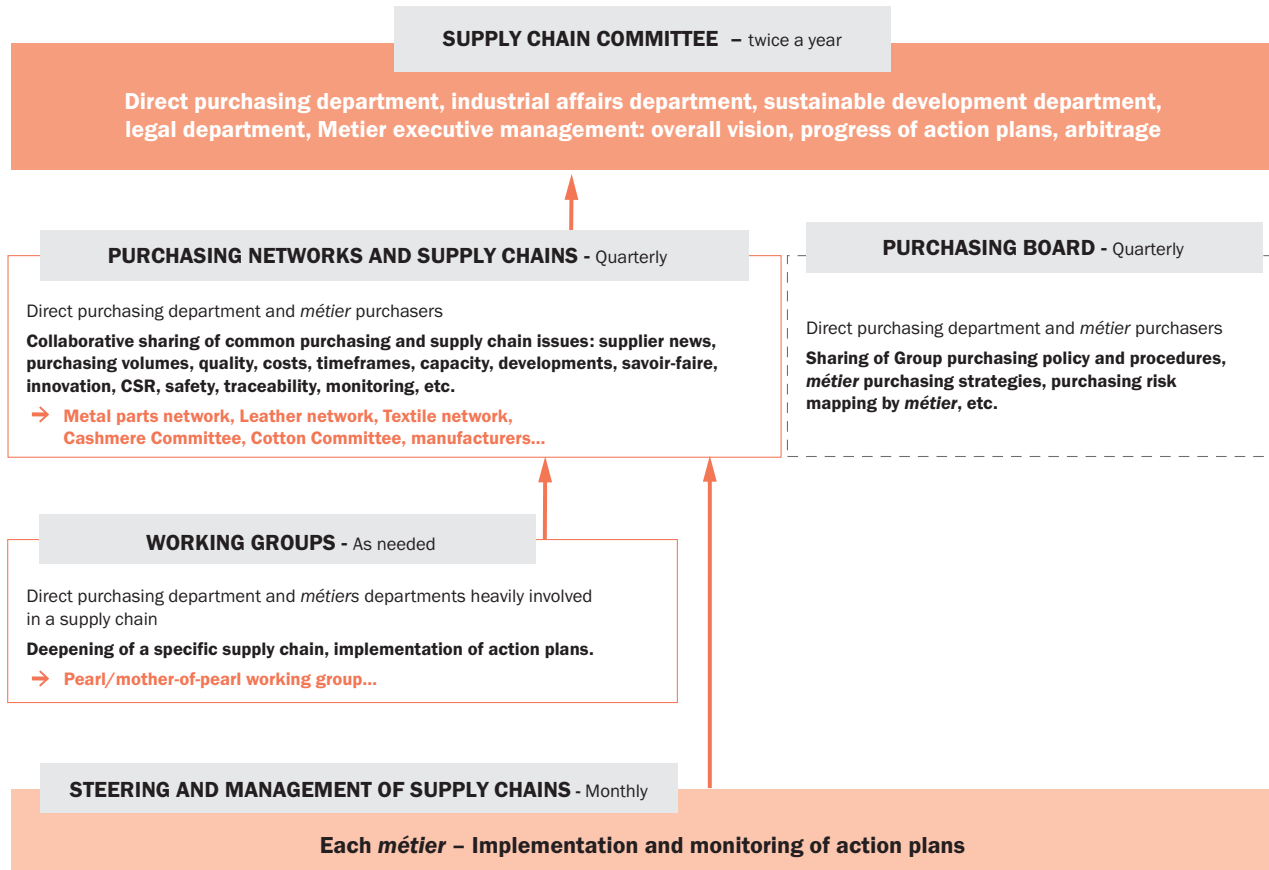 SUPPLY CHAIN COMMITTEE – twice a year
Direct purchasing department, industrial affairs department, sustainable development department,
legal department, Metier executive management: overall vision, progress of action plans, arbitrage
PURCHASING NETWORKS AND SUPPLY CHAINS - Quarterly
Direct purchasing department and métier purchasers
Collaborative sharing of common purchasing and supply chain issues: supplier news,
purchasing volumes, quality, costs, timeframes, capacity, developments, savoir-faire,
innovation, CSR, safety, traceability, monitoring, etc.
→ Metal parts network, Leather network, Textile network,
Cashmere Committee, Cotton Committee, manufacturers...
PURCHASING BOARD - Quarterly
Direct purchasing department and métier purchasers
Sharing of Group purchasing policy and procedures,
métier purchasing strategies, purchasing risk
mapping by métier, etc.
WORKING GROUPS - As needed
Direct purchasing department and métiers departments heavily involved
in a supply chain
Deepening of a specific supply chain, implementation of action plans.
→ Pearl/mother-of-pearl working group...
STEERING AND MANAGEMENT OF SUPPLY CHAINS - Monthly
Each métier – Implementation and monitoring of action plans